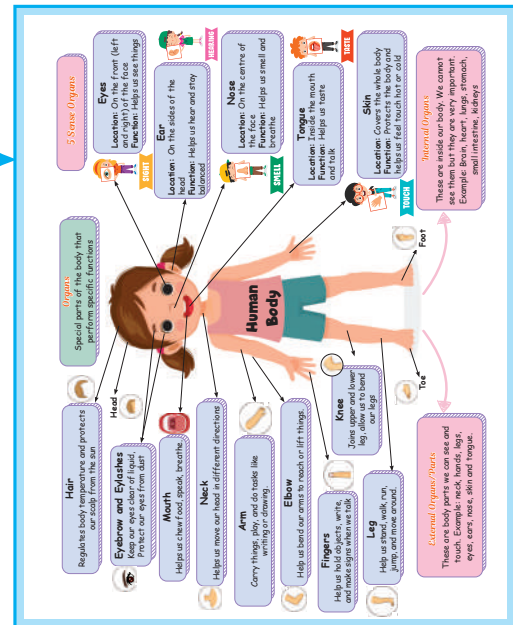 5 Sense Organs
Eyes
Location: On the front (left
and right) of the face
Function: Helps us see things
SIGHT
Ear
Location: On the sides of the
head
Function: Helps us hear and stay
balanced
HEARING
Nose
Location: On the centre of
the face
Function: Helps us smell and
breathe
SMELL
Tongue
Location: Inside the mouth
Function: Helps us taste
and talk
TASTE
Skin
Location: Covers the whole body
Function: Protects the body and
helps us feel touch hot or cold
TOUCH
Internal Organs
These are inside our body. We cannot
see them but they are very important.
Example: Brain, heart, lungs, stomach,
small intestine, kidneys
Organs
Special parts of the body that
perform specific functions
Human
Body
Foot
Toe
Head
Hair
Regulates body temperature and protects
our scalp from the sun
Eyebrow and Eylashes
Keep our eyes clear of liquid,
Protect our eyes from dust
Mouth
Helps us chew food, speak, breathe.
Neck
Helps us move our head in different directions
Arm
Carry things, play, and do tasks like
writing or drawing.
Elbow
Help us bend our arms to reach or lift things.
Fingers
Help us hold objects, write,
and make signs when we talk
Knee
Joins upper and lower
leg, allow us to bend
our legs
Leg
Help us stand, walk, run,
jump, and move around.
External Organs/Parts
These are body parts we can see and
touch. Example: neck, hands, legs,
eyes, ears, nose, skin and tongue.